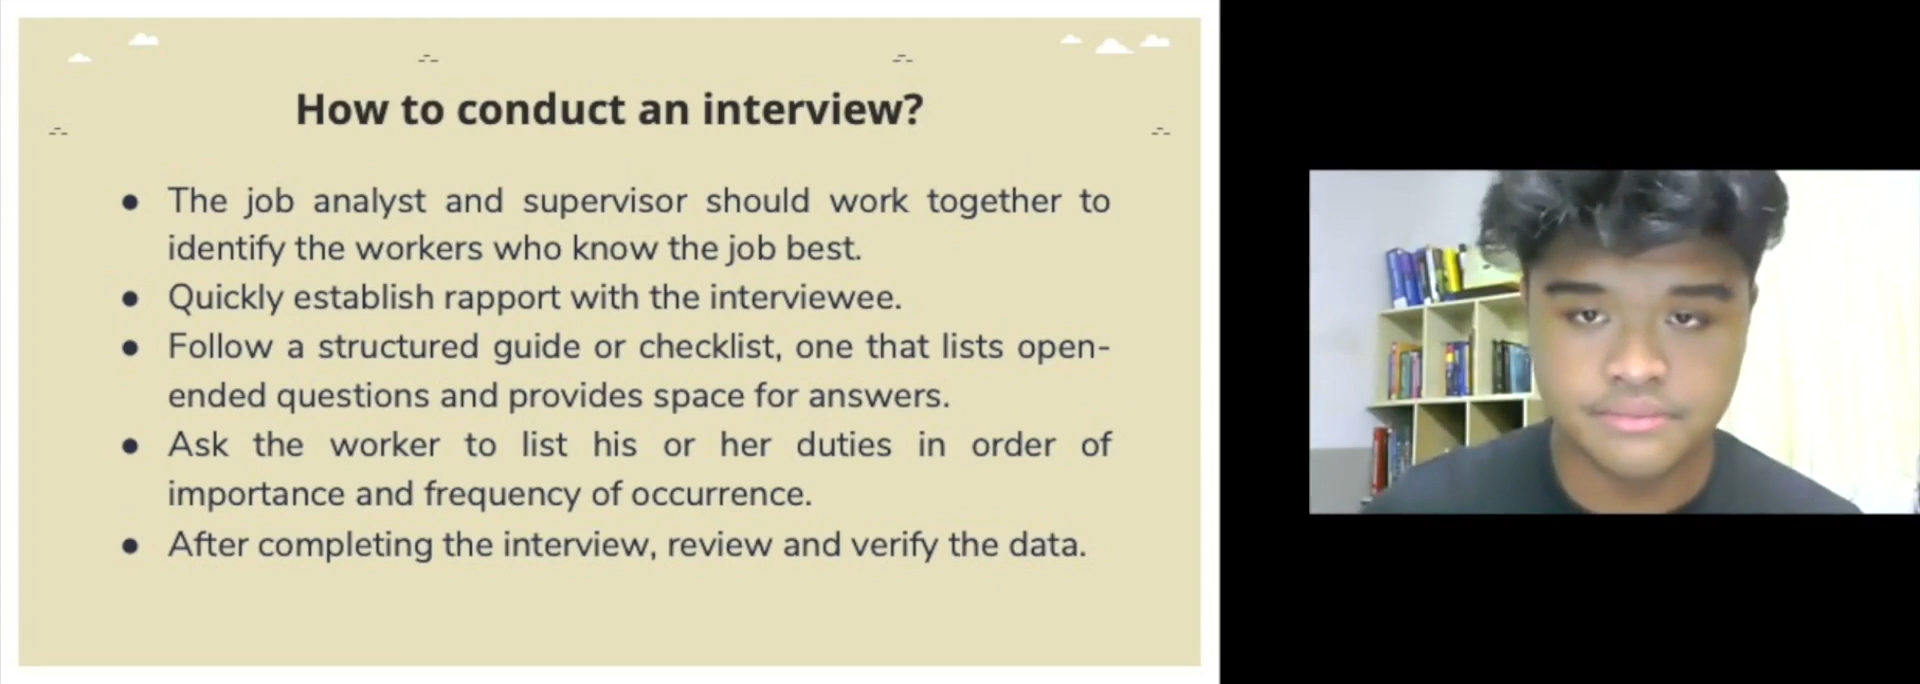 How to conduct an interview?
● The job analyst and supervisor should work together to
identify the workers who know the job best.
● Quickly establish rapport with the interviewee.
● Follow a structured guide or checklist, one that lists open-
ended questions and provides space for answers.
● Ask the worker to list his or her duties in order of
importance and frequency of occurrence.
● After completing the interview, review and verify the data.